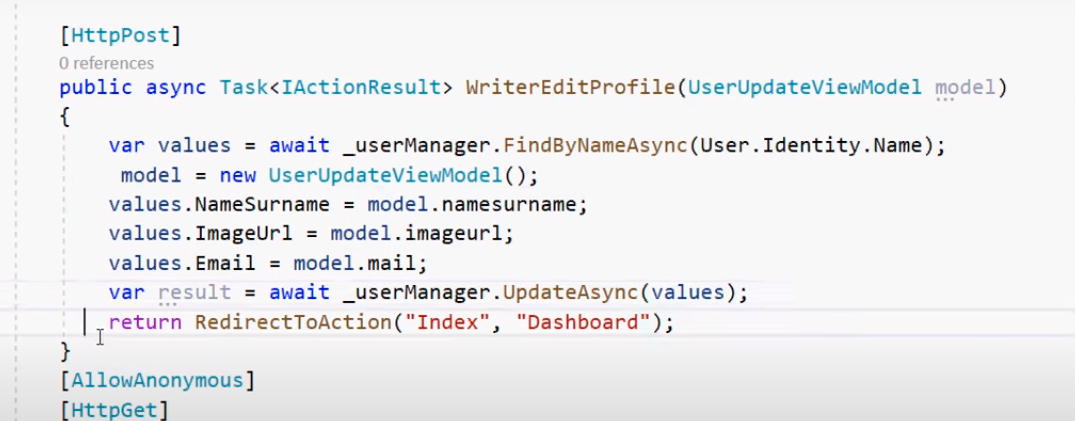 [HttpPost]
0 references
public async Task<IActionResult> WriterEditProfile(UserUpdateViewModel model)
{
var values = await _userManager.FindByNameAsync(User.Identity.Name);
model = new UserUpdateViewModel();
values.NameSurname = model.namesurname;
values.ImageUrl = model.imageurl;
values.Email = model.mail;
var result = await _userManager.UpdateAsync(values);
return RedirectToAction("Index", "Dashboard");
}
[AllowAnonymous]
[HttpGet]